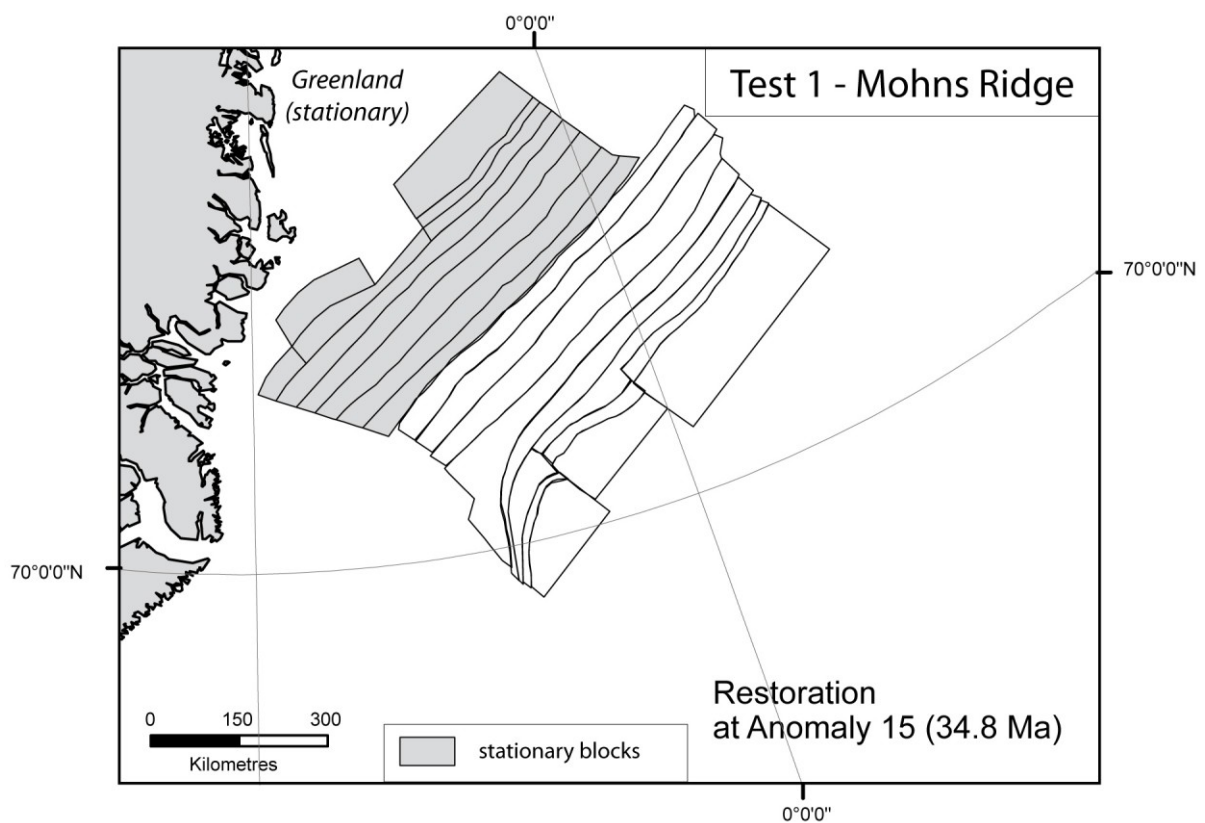 0°0'0"
Greenland
(stationary)
Test 1 - Mohns Ridge
70°0'0"N
70°0'0"N
Restoration
at Anomaly 15 (34.8 Ma)
0 150 300
Kilometres
stationary blocks
0°0'0"